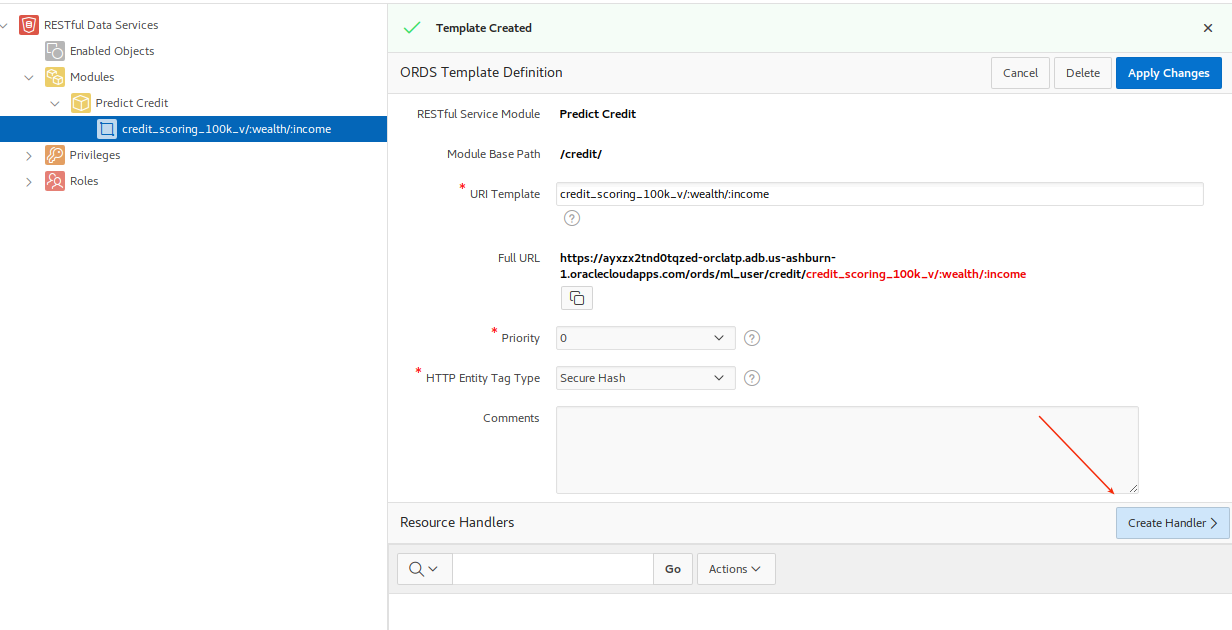 RESTful Data Services
Enabled Objects
Modules
Predict Credit
credit_scoring_100k_v/:wealth/:income
Privileges
Roles
Template Created
ORDS Template Definition
Cancel
Delete
Apply Changes
RESTful Service Module
Predict Credit
Module Base Path
/credit/
* URI Template
credit_scoring_100k_v/:wealth/:income
?
Full URL
https://ayxzx2tnd0tqzed-orclatp.adb.us-ashburn-
1.oraclecloudapps.com/ords/ml_user/credit/credit_scoring_100k_v/:wealth/:income
* Priority
0
?
* HTTP Entity Tag Type
Secure Hash
?
Comments
Resource Handlers
Create Handler
Go
Actions